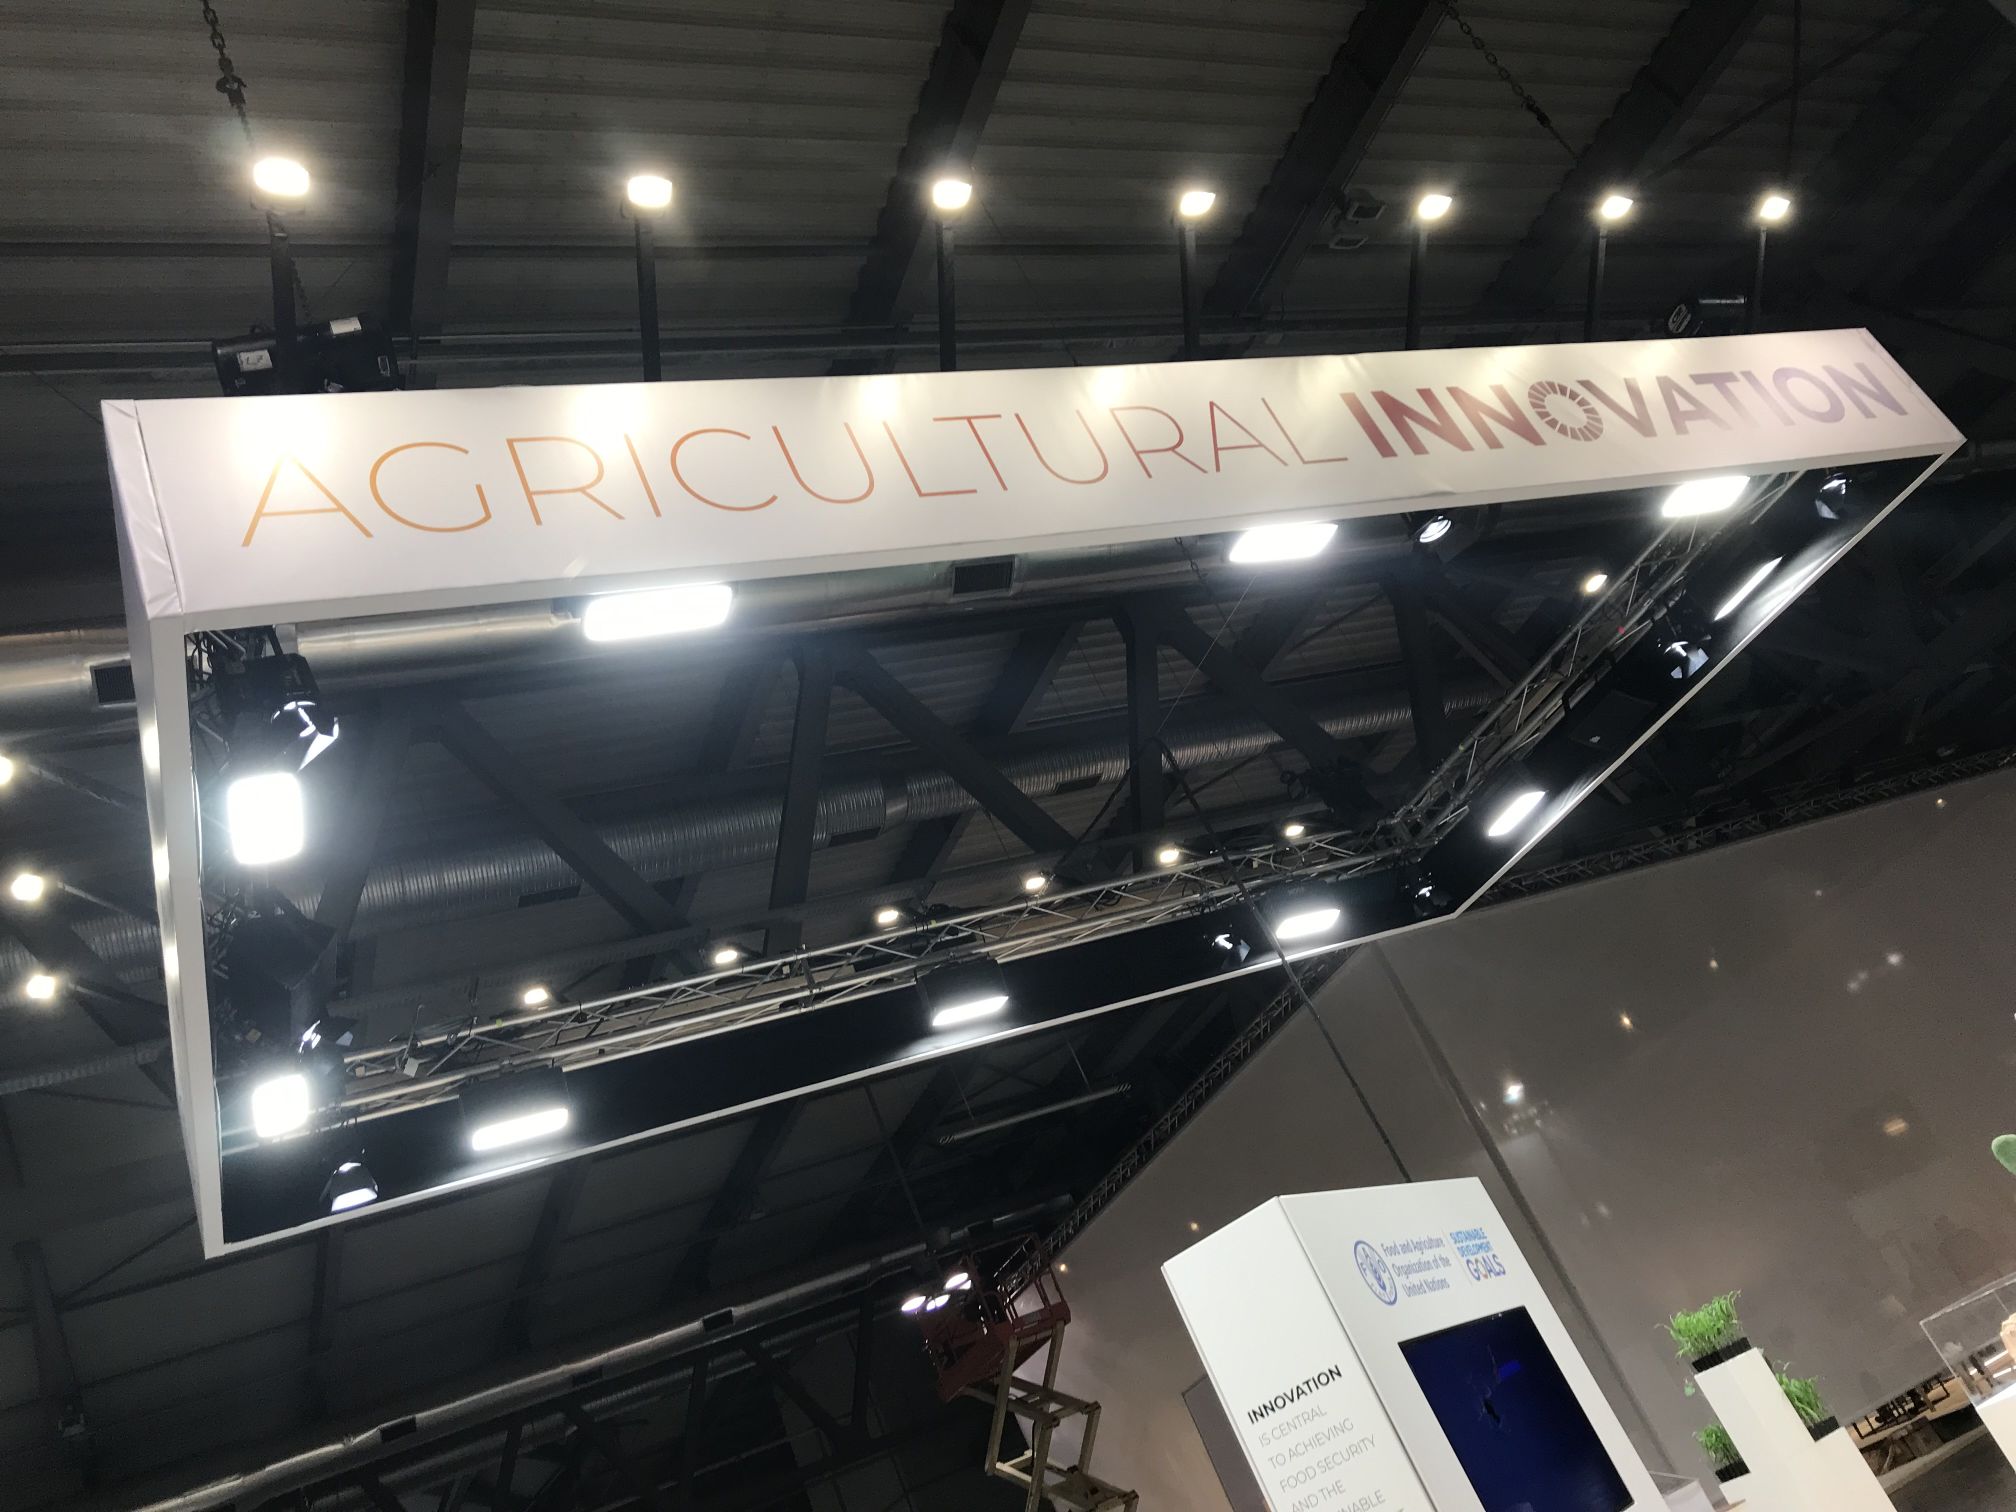 AGRICULTURAL INNOVATION
Food and Agriculture
Organization of the
United Nations
SUSTAINABLE
DEVELOPMENT
GOALS
INNOVATION
IS CENTRAL
TO ACHIEVING
FOOD SECURITY
AND THE